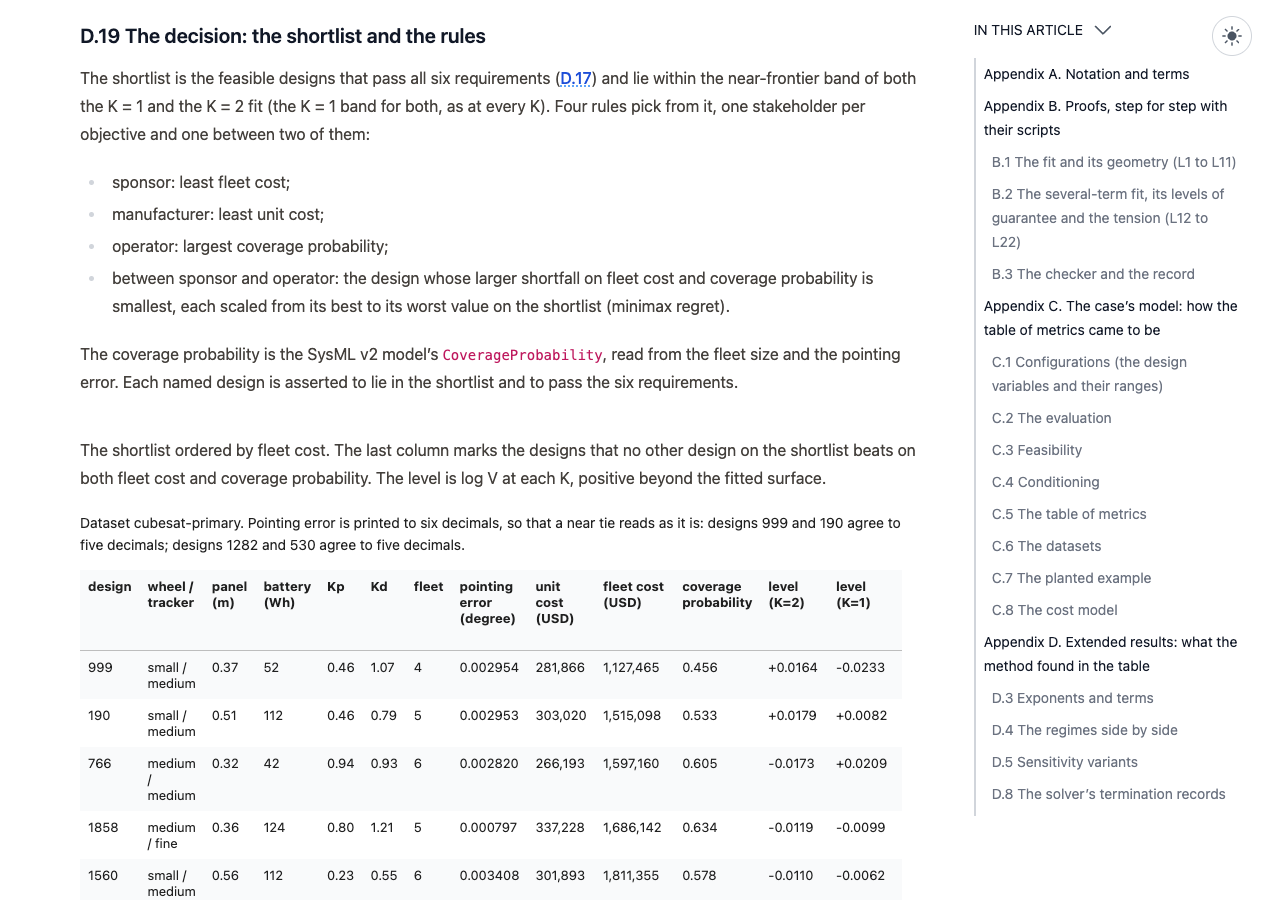 D.19 The decision: the shortlist and the rules
The shortlist is the feasible designs that pass all six requirements (D.17) and lie within the near-frontier band of both
the K = 1 and the K = 2 fit (the K = 1 band for both, as at every K). Four rules pick from it, one stakeholder per
objective and one between two of them:
sponsor: least fleet cost;
manufacturer: least unit cost;
operator: largest coverage probability;
between sponsor and operator: the design whose larger shortfall on fleet cost and coverage probability is
smallest, each scaled from its best to its worst value on the shortlist (minimax regret).
The coverage probability is the SysML v2 model’s CoverageProbability, read from the fleet size and the pointing
error. Each named design is asserted to lie in the shortlist and to pass the six requirements.
The shortlist ordered by fleet cost. The last column marks the designs that no other design on the shortlist beats on
both fleet cost and coverage probability. The level is log V at each K, positive beyond the fitted surface.
Dataset cubesat-primary. Pointing error is printed to six decimals, so that a near tie reads as it is: designs 999 and 190 agree to
five decimals; designs 1282 and 530 agree to five decimals.
design wheel / panel battery Kp Kd fleet pointing unit fleet cost coverage level level
tracker (m) (Wh) error cost (USD) probability (K=2) (K=1)
(degree) (USD)
999 small / 0.37 52 0.46 1.07 4 0.002954 281,866 1,127,465 0.456 +0.0164 -0.0233
medium
190 small / 0.51 112 0.46 0.79 5 0.002953 303,020 1,515,098 0.533 +0.0179 +0.0082
medium
766 medium 0.32 42 0.94 0.93 6 0.002820 266,193 1,597,160 0.605 -0.0173 +0.0209
/
medium
1858 medium 0.36 124 0.80 1.21 5 0.000797 337,228 1,686,142 0.634 -0.0119 -0.0099
/ fine
1560 small / 0.56 112 0.23 0.55 6 0.003408 301,893 1,811,355 0.578 -0.0110 -0.0062
medium
IN THIS ARTICLE
Appendix A. Notation and terms
Appendix B. Proofs, step for step with
their scripts
B.1 The fit and its geometry (L1 to L11)
B.2 The several-term fit, its levels of
guarantee and the tension (L12 to
L22)
B.3 The checker and the record
Appendix C. The case’s model: how the
table of metrics came to be
C.1 Configurations (the design
variables and their ranges)
C.2 The evaluation
C.3 Feasibility
C.4 Conditioning
C.5 The table of metrics
C.6 The datasets
C.7 The planted example
C.8 The cost model
Appendix D. Extended results: what the
method found in the table
D.3 Exponents and terms
D.4 The regimes side by side
D.5 Sensitivity variants
D.8 The solver’s termination records